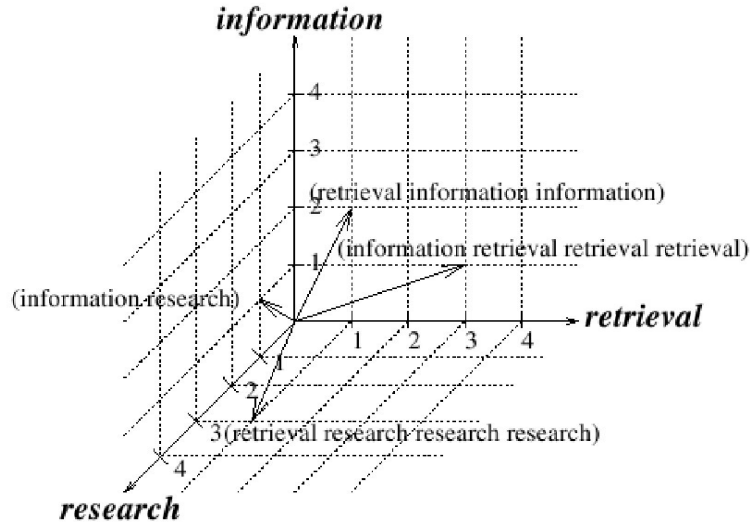 information
4
3
(retrieval information information)
2
(information retrieval retrieval retrieval)
1
(information research)
retrieval
1 2 3 4
1
2
3(retrieval research research research)
4
research